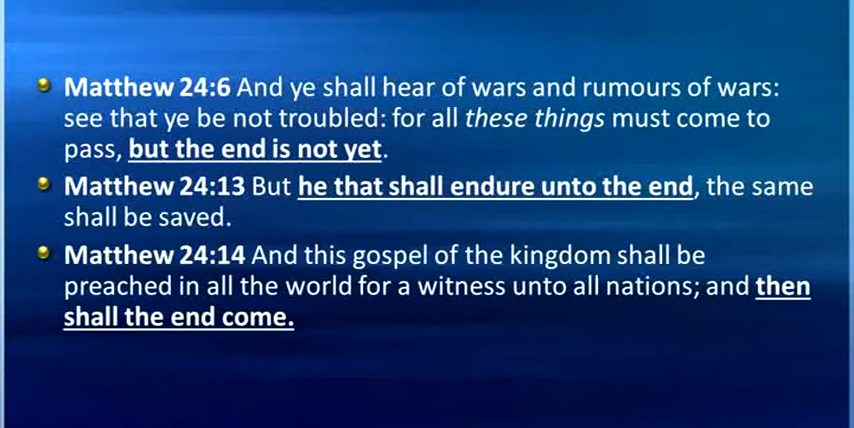 Matthew 24:6 And ye shall hear of wars and rumours of wars:
see that ye be not troubled: for all these things must come to
pass, but the end is not yet.
Matthew 24:13 But he that shall endure unto the end, the same
shall be saved.
Matthew 24:14 And this gospel of the kingdom shall be
preached in all the world for a witness unto all nations; and then
shall the end come.